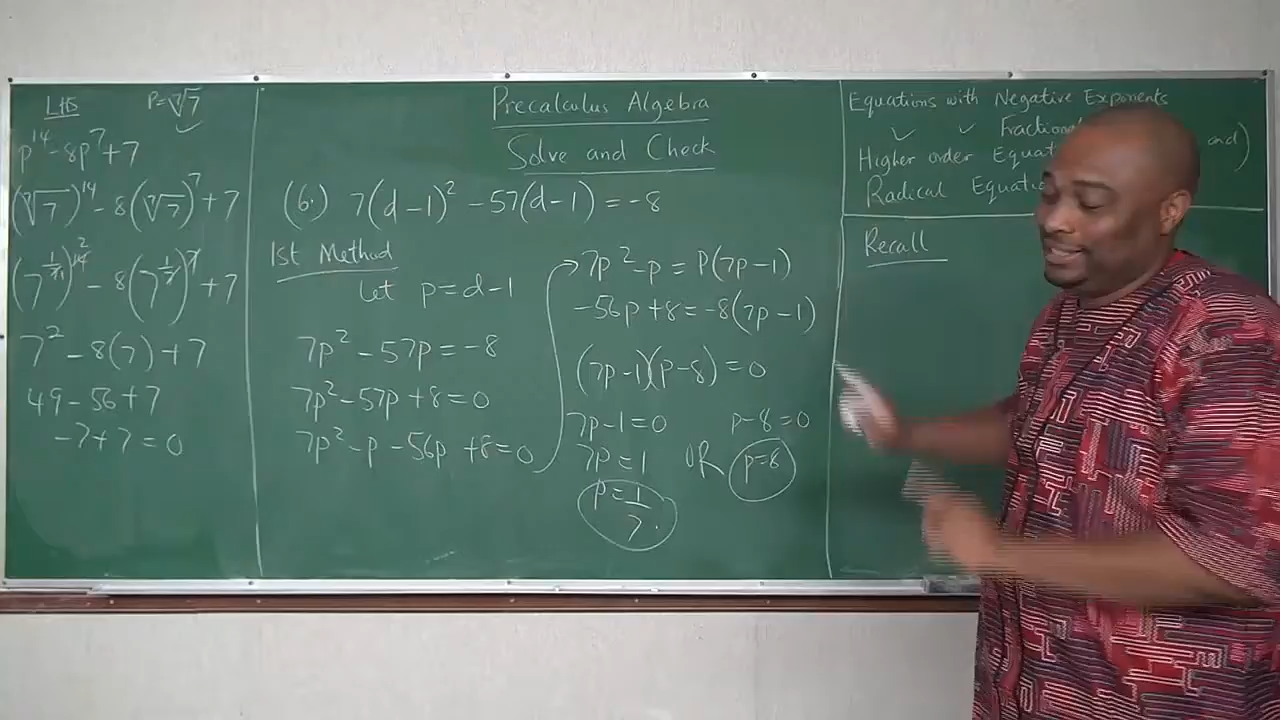 LHS P=⁷√7
p¹⁴-8p⁷+7
(⁷√7)¹⁴-8(⁷√7)⁷+7
(7^(1/7))¹⁴ ² -8(7^(1/7))⁷+7
7²-8(7)+7
49-56+7
-7+7=0
Precalculus Algebra
Solve and Check
(6.) 7(d-1)²-57(d-1)=-8
1st Method
Let p=d-1
7p²-57p=-8
7p²-57p+8=0
7p²-p-56p+8=0
7p²-p=P(7p-1)
-56p+8=-8(7p-1)
(7p-1)(p-8)=0
7p-1=0 p-8=0
7p=1 OR p=8
p=1/7.
Equations with Negative Exponents
Fractional
Higher order and)
Radical
Recall